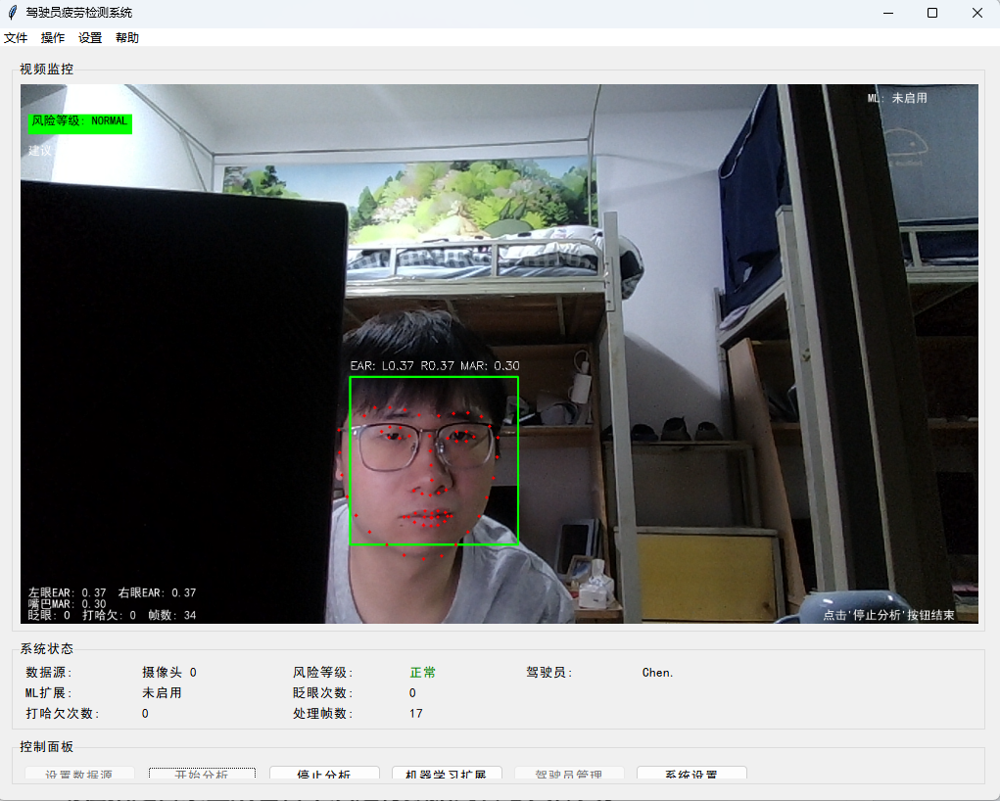 驾驶员疲劳检测系统
文件 操作 设置 帮助
视频监控
ML: 未启用
风险等级: NORMAL
建议
EAR: L0.37 R0.37 MAR: 0.30
左眼EAR: 0.37 右眼EAR: 0.37
嘴巴MAR: 0.30
眨眼: 0 打哈欠: 0 帧数: 34
点击'停止分析'按钮结束
系统状态
数据源: 摄像头 0 风险等级: 正常 驾驶员: Chen.
ML扩展: 未启用 眨眼次数: 0
打哈欠次数: 0 处理帧数: 17
控制面板
设置数据源 开始分析 停止分析 机器学习扩展 驾驶员管理 系统设置